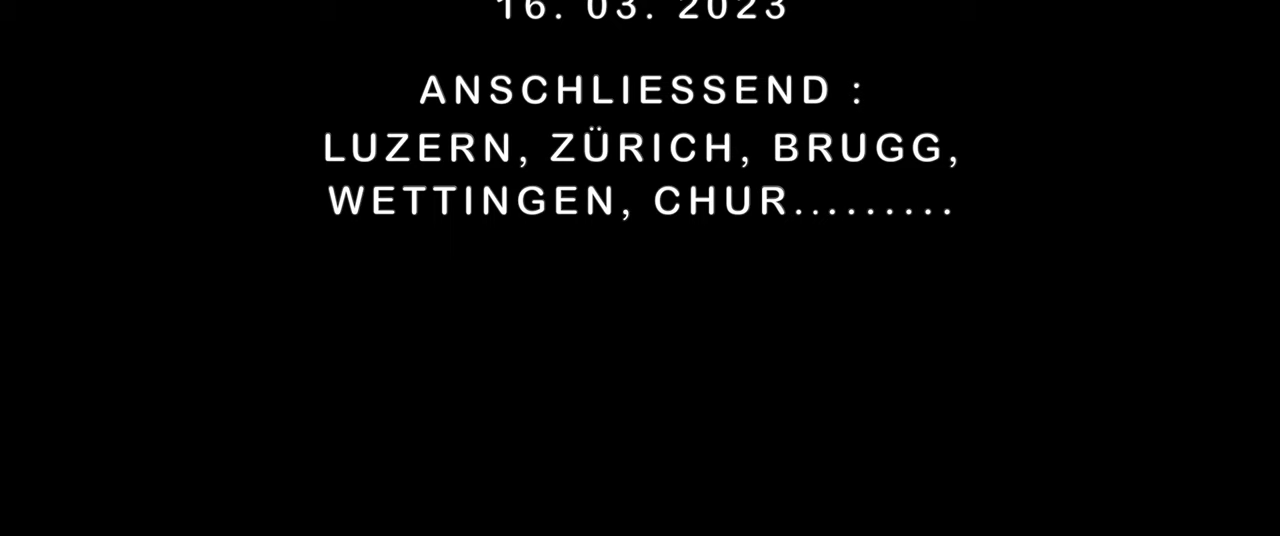 16. 03. 2023
ANSCHLIESSEND :
LUZERN, ZÜRICH, BRUGG,
WETTINGEN, CHUR.........